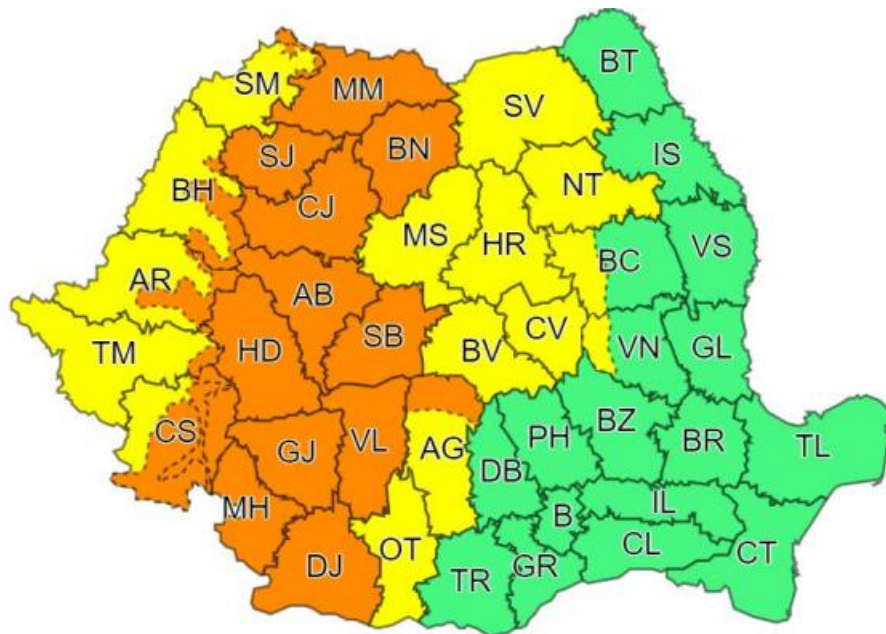 BT
SM
MM
SV
IS
SJ
BN
BH
NT
CJ
MS
HR
BC
VS
AR
AB
TM
HD
SB
BV
CV
VN
GL
CS
GJ
VL
AG
DB
PH
BZ
BR
TL
MH
OT
B
IL
DJ
TR
GR
CL
CT